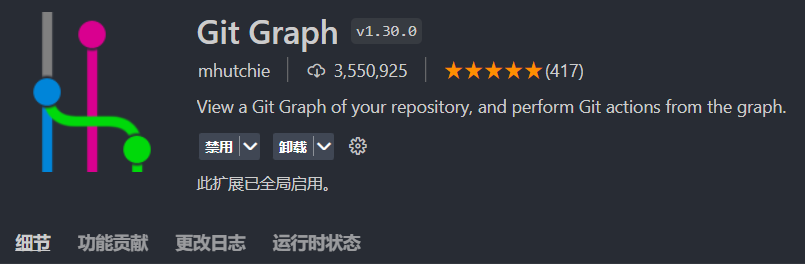 Git Graph v1.30.0
mhutchie 3,550,925 (417)
View a Git Graph of your repository, and perform Git actions from the graph.
禁用 卸载
此扩展已全局启用。
细节 功能贡献 更改日志 运行时状态